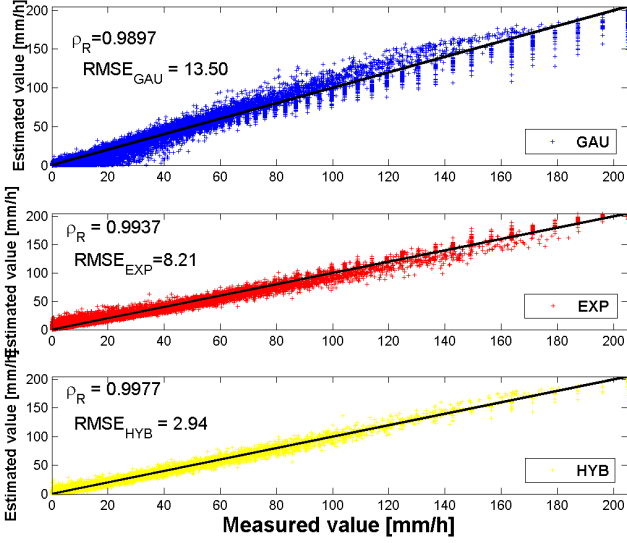 Estimated value [mm/h]
200
150
100
50
0
ρR=0.9897
RMSEGAU = 13.50
GAU
0 20 40 60 80 100 120 140 160 180 200
Estimated value [mm/h]
200
150
100
50
0
ρR = 0.9937
RMSEEXP=8.21
EXP
0 20 40 60 80 100 120 140 160 180 200
Estimated value [mm/h]
200
150
100
50
0
ρR = 0.9977
RMSEHYB = 2.94
HYB
0 20 40 60 80 100 120 140 160 180 200
Measured value [mm/h]